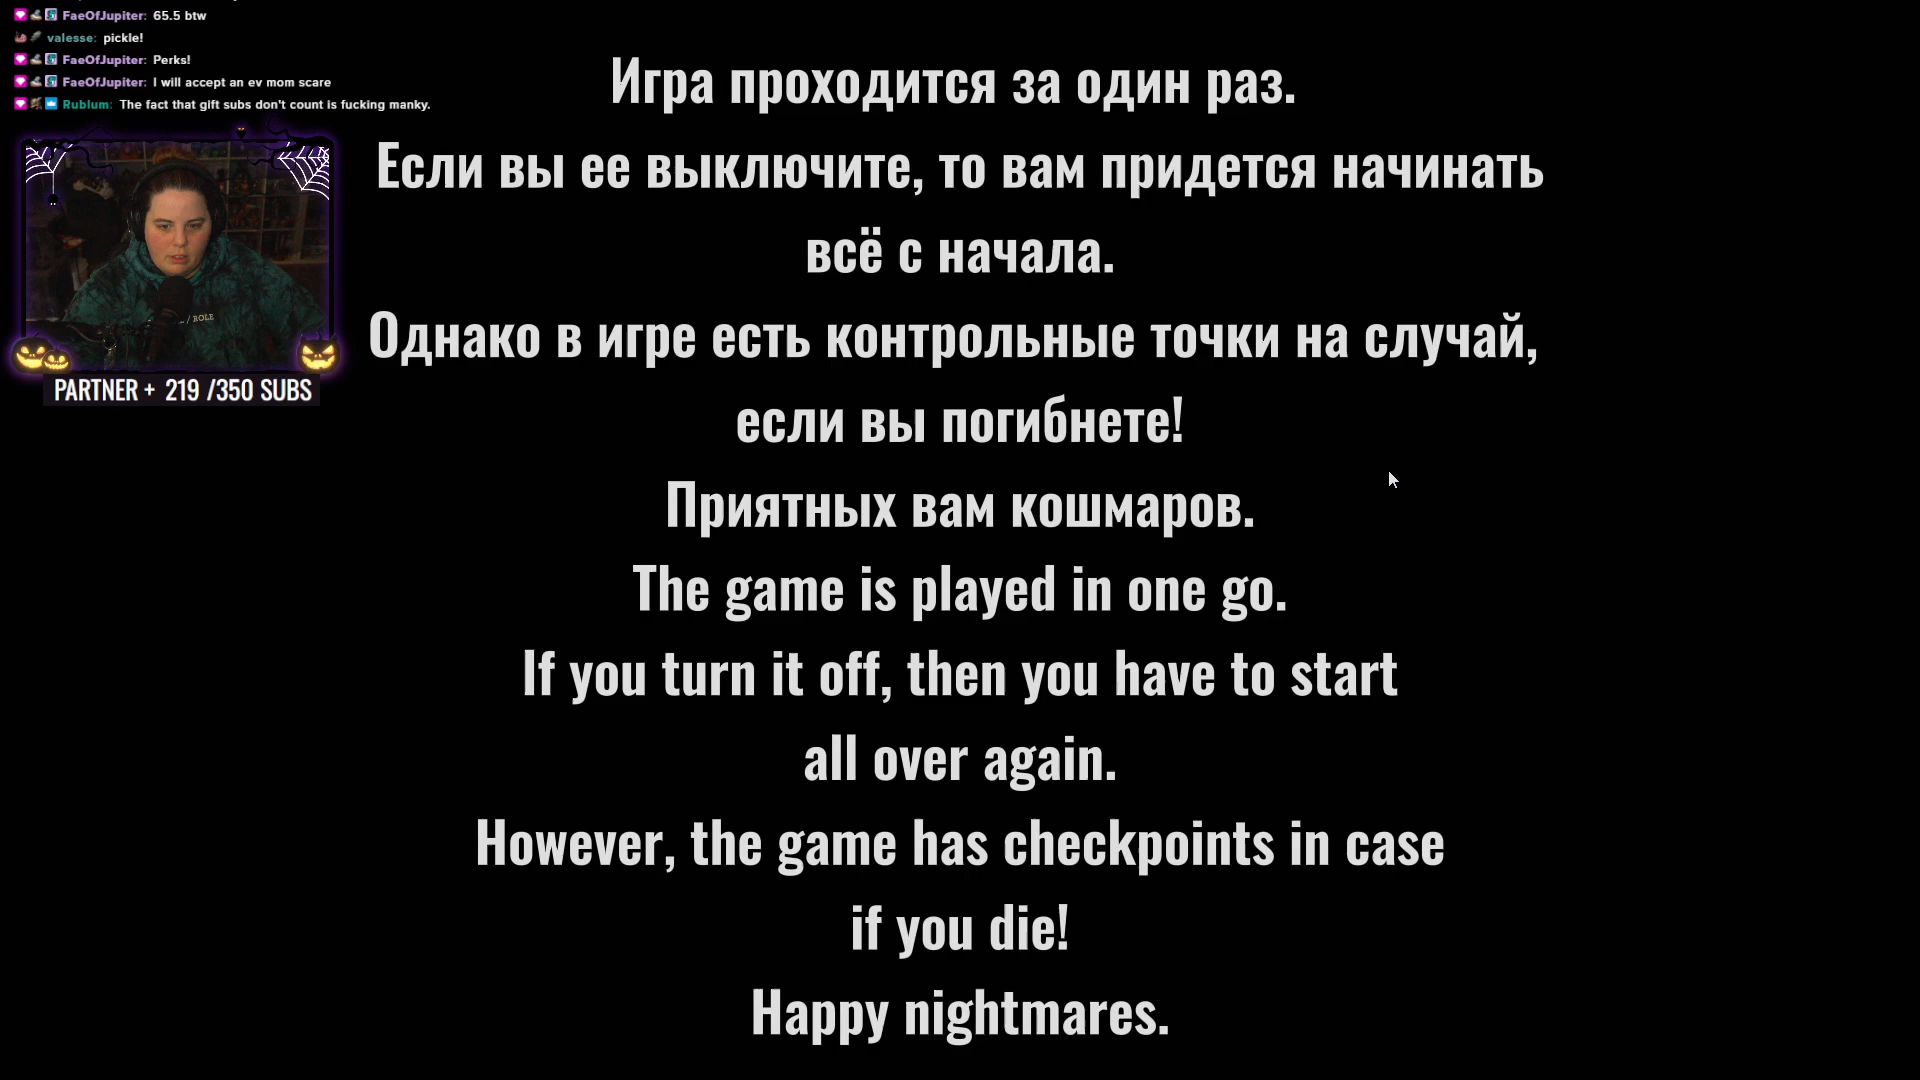 FaeOfJupiter: 65.5 btw
valesse: pickle!
FaeOfJupiter: Perks!
FaeOfJupiter: I will accept an ev mom scare
Rublum: The fact that gift subs don't count is fucking manky.
/ ROLE
PARTNER + 219 /350 SUBS
Игра проходится за один раз.
Если вы ее выключите, то вам придется начинать
всё с начала.
Однако в игре есть контрольные точки на случай,
если вы погибнете!
Приятных вам кошмаров.
The game is played in one go.
If you turn it off, then you have to start
all over again.
However, the game has checkpoints in case
if you die!
Happy nightmares.